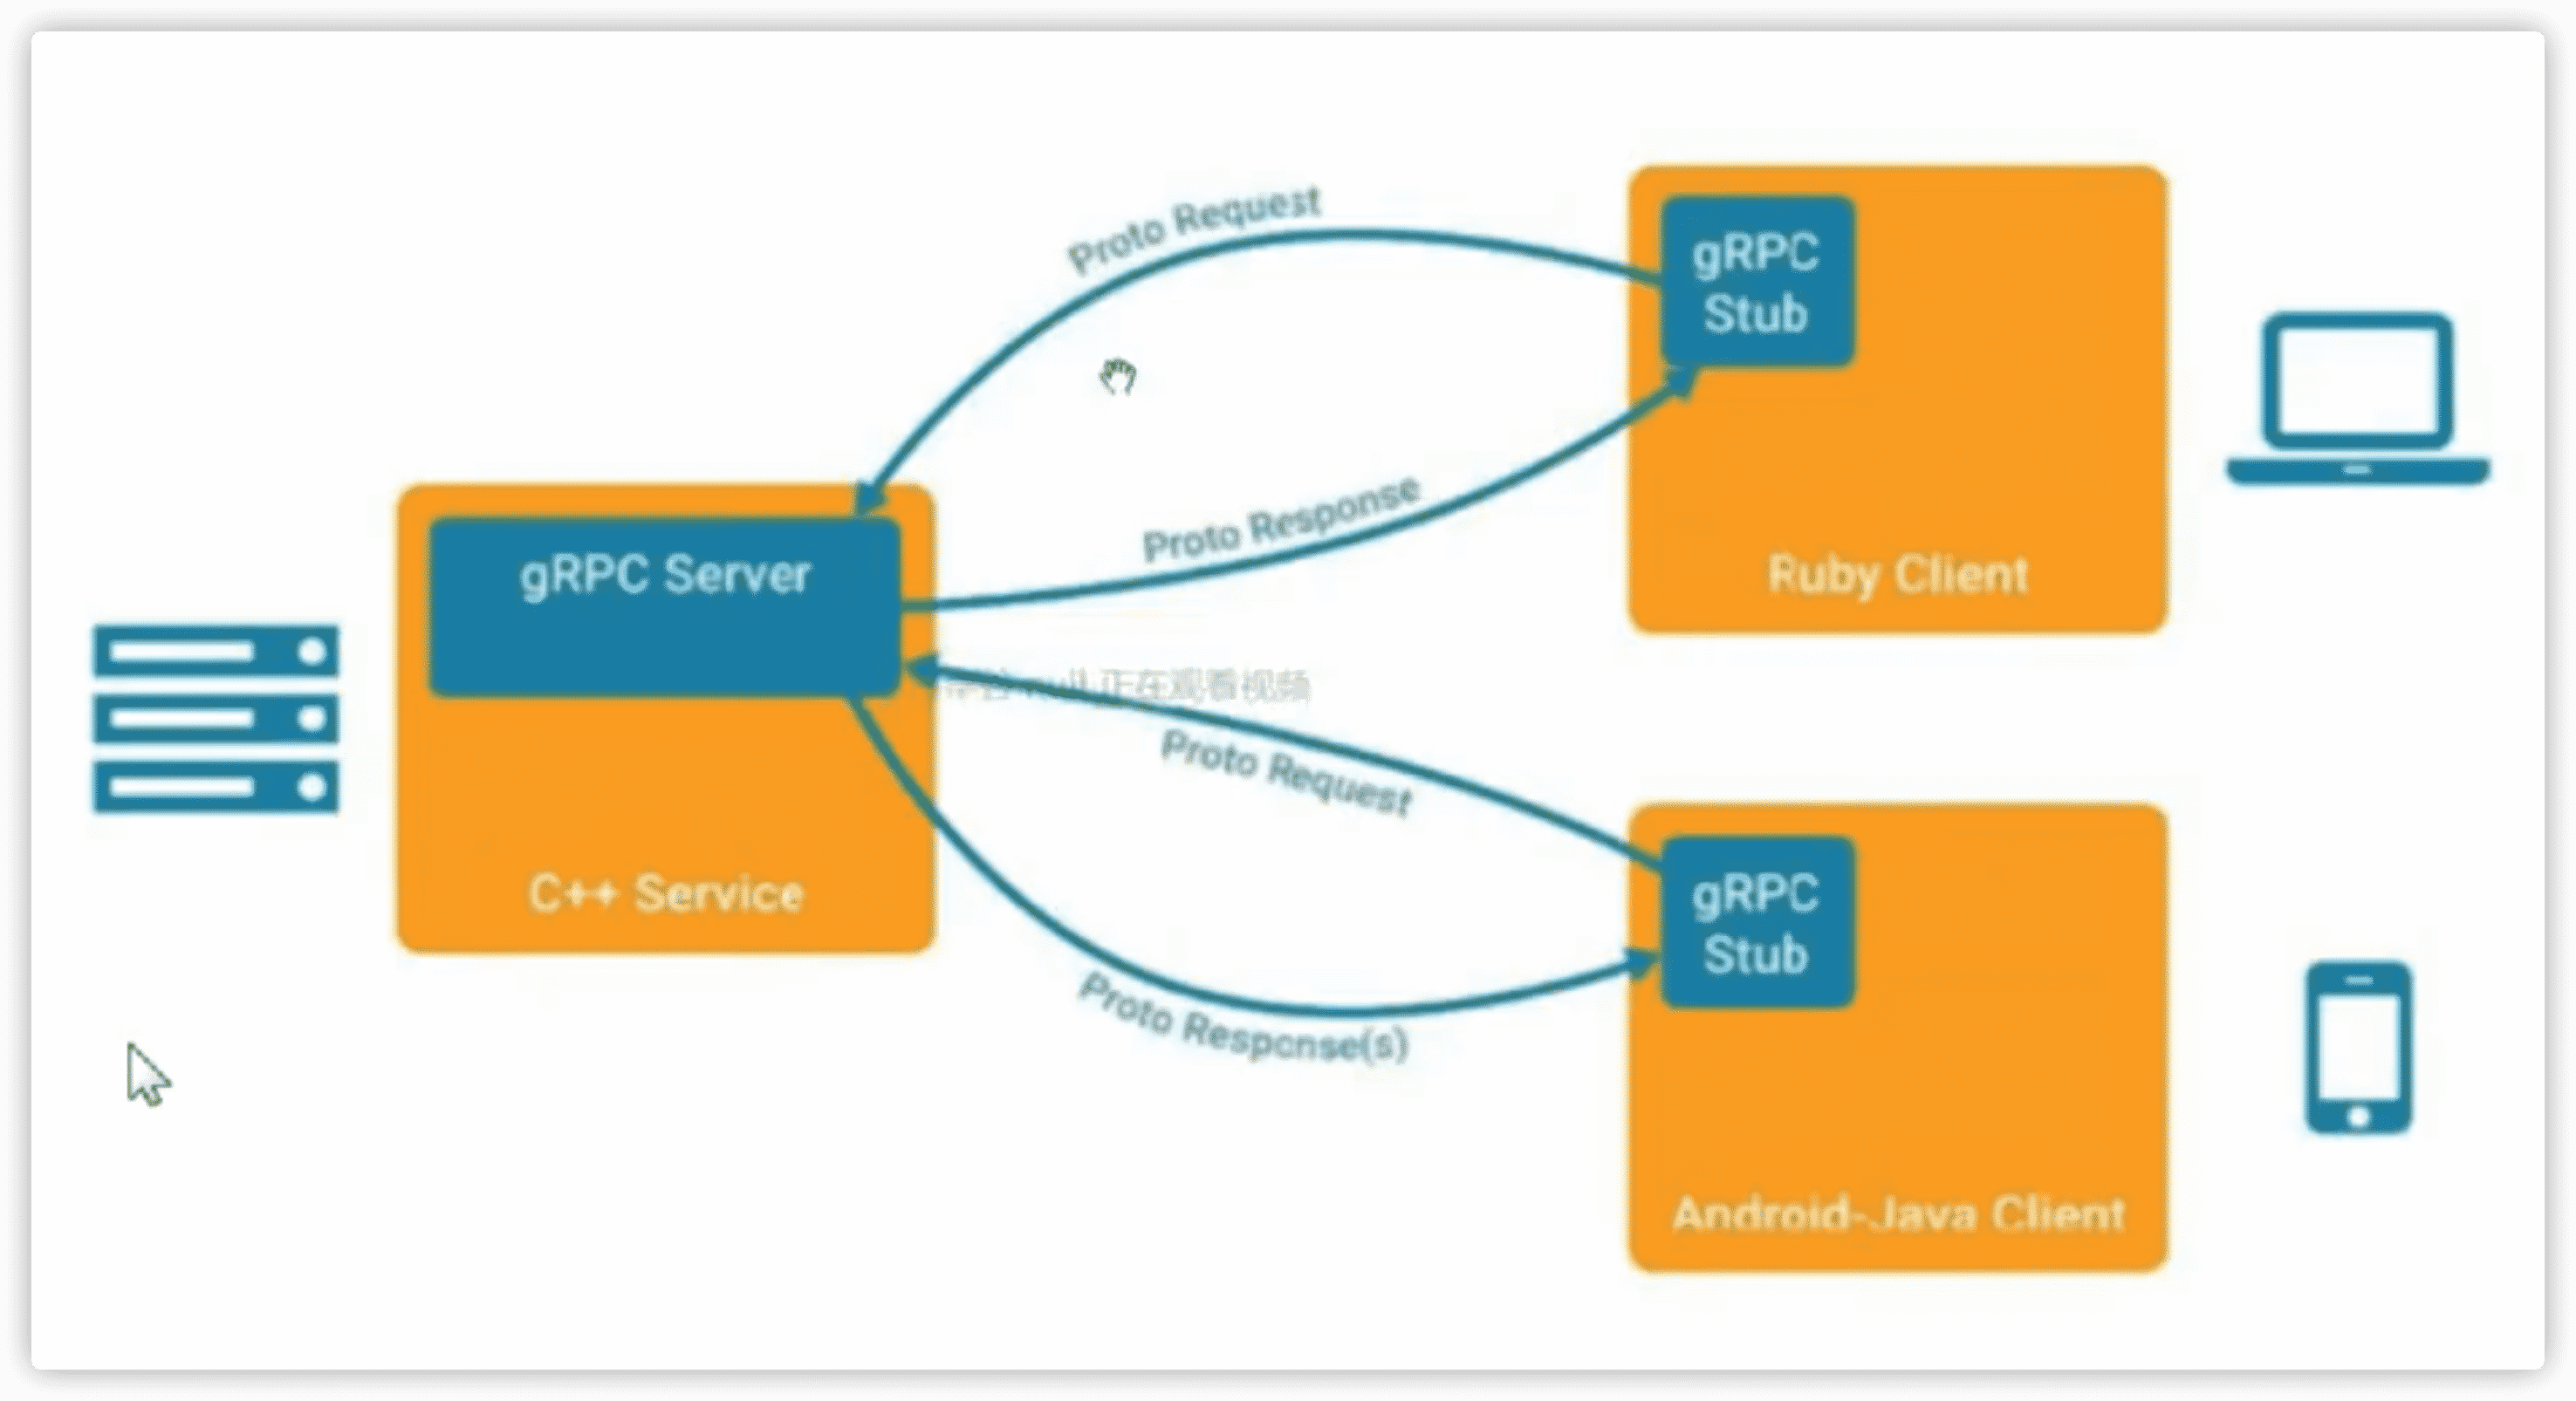 Proto Request
gRPC
Stub
Proto Response
Ruby Client
gRPC Server
C++ Service
正在观看视频
Proto Request
gRPC
Stub
Proto Response(s)
Android-Java Client